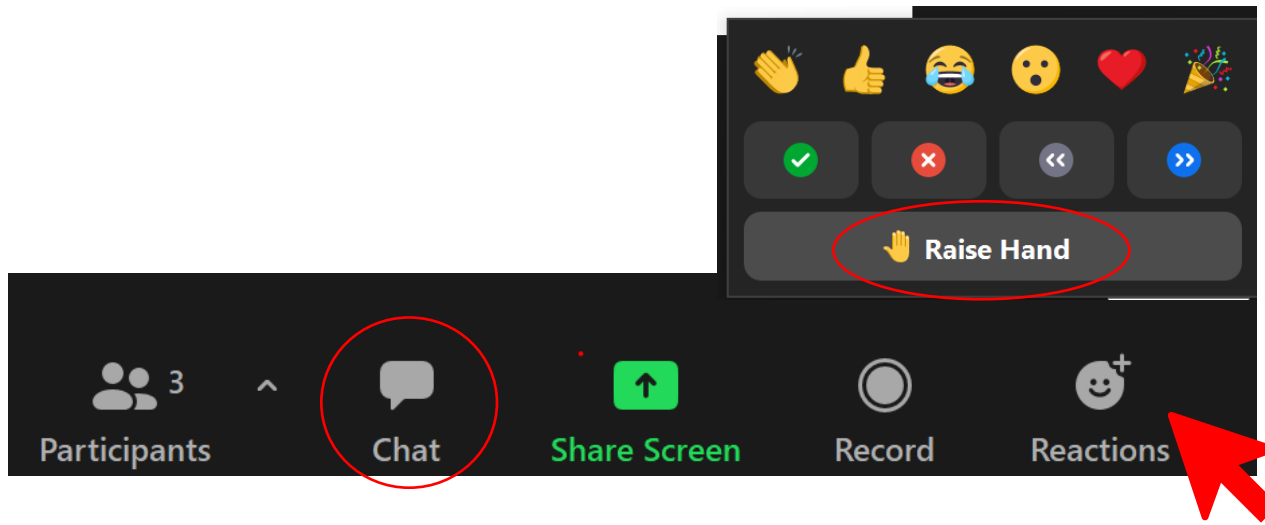 Raise Hand
3
Participants
Chat
Share Screen
Record
Reactions